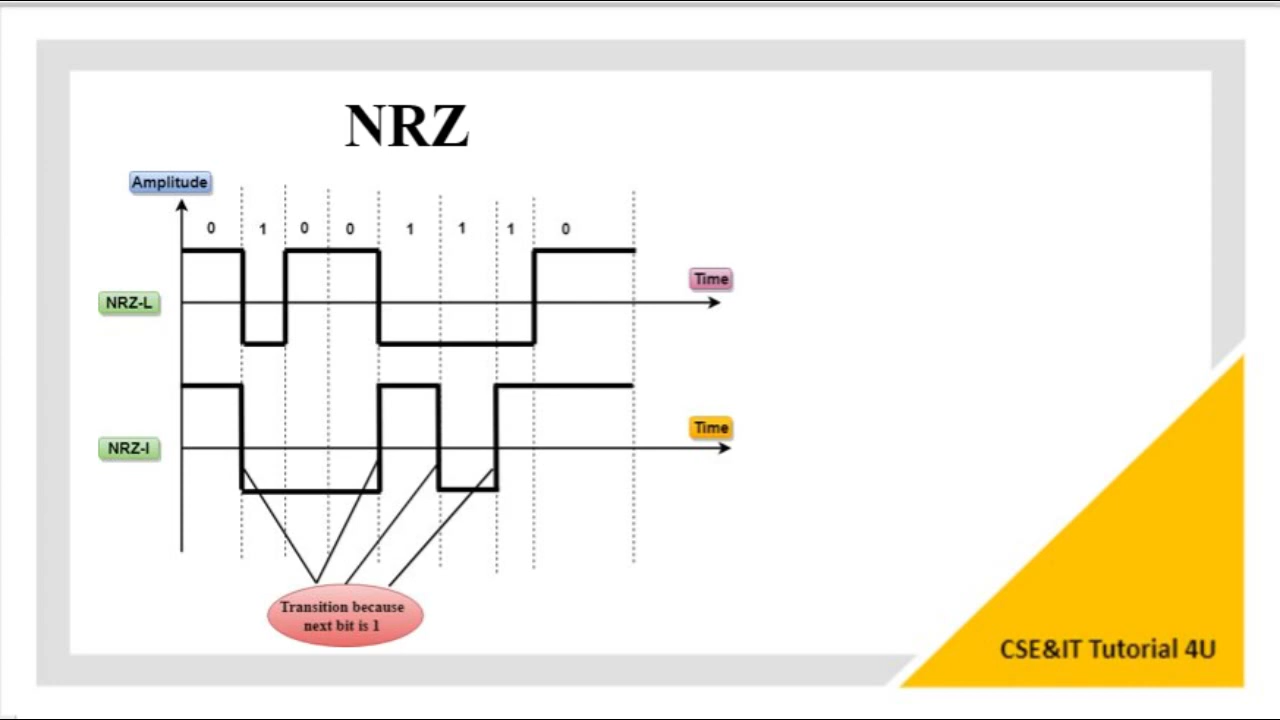 NRZ
Amplitude
0 1 0 0 1 1 1 0
Time
NRZ-L
Time
NRZ-I
Transition because
next bit is 1
CSE&IT Tutorial 4U